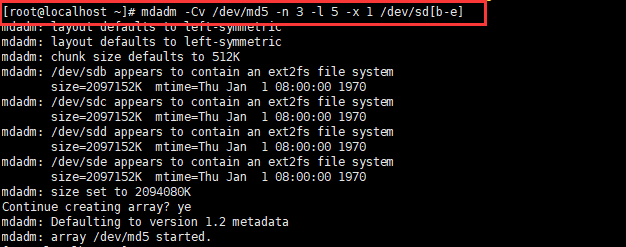 [root@localhost ~]# mdadm -Cv /dev/md5 -n 3 -l 5 -x 1 /dev/sd[b-e]
mdadm: layout defaults to left-symmetric
mdadm: layout defaults to left-symmetric
mdadm: chunk size defaults to 512K
mdadm: /dev/sdb appears to contain an ext2fs file system
size=2097152K mtime=Thu Jan 1 08:00:00 1970
mdadm: /dev/sdc appears to contain an ext2fs file system
size=2097152K mtime=Thu Jan 1 08:00:00 1970
mdadm: /dev/sdd appears to contain an ext2fs file system
size=2097152K mtime=Thu Jan 1 08:00:00 1970
mdadm: /dev/sde appears to contain an ext2fs file system
size=2097152K mtime=Thu Jan 1 08:00:00 1970
mdadm: size set to 2094080K
Continue creating array? ye
mdadm: Defaulting to version 1.2 metadata
mdadm: array /dev/md5 started.